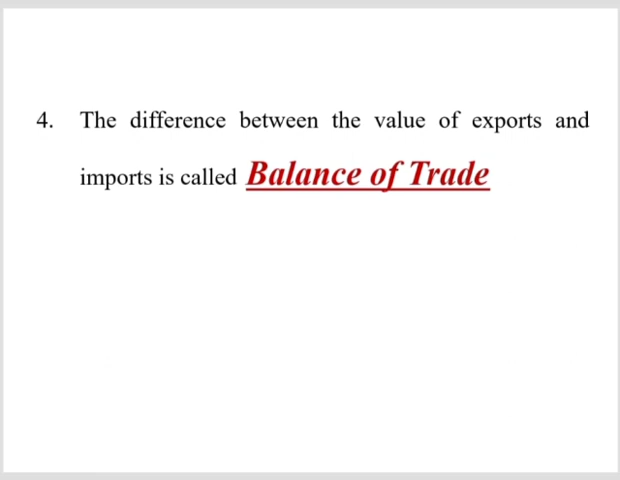 4. The difference between the value of exports and
imports is called Balance of Trade